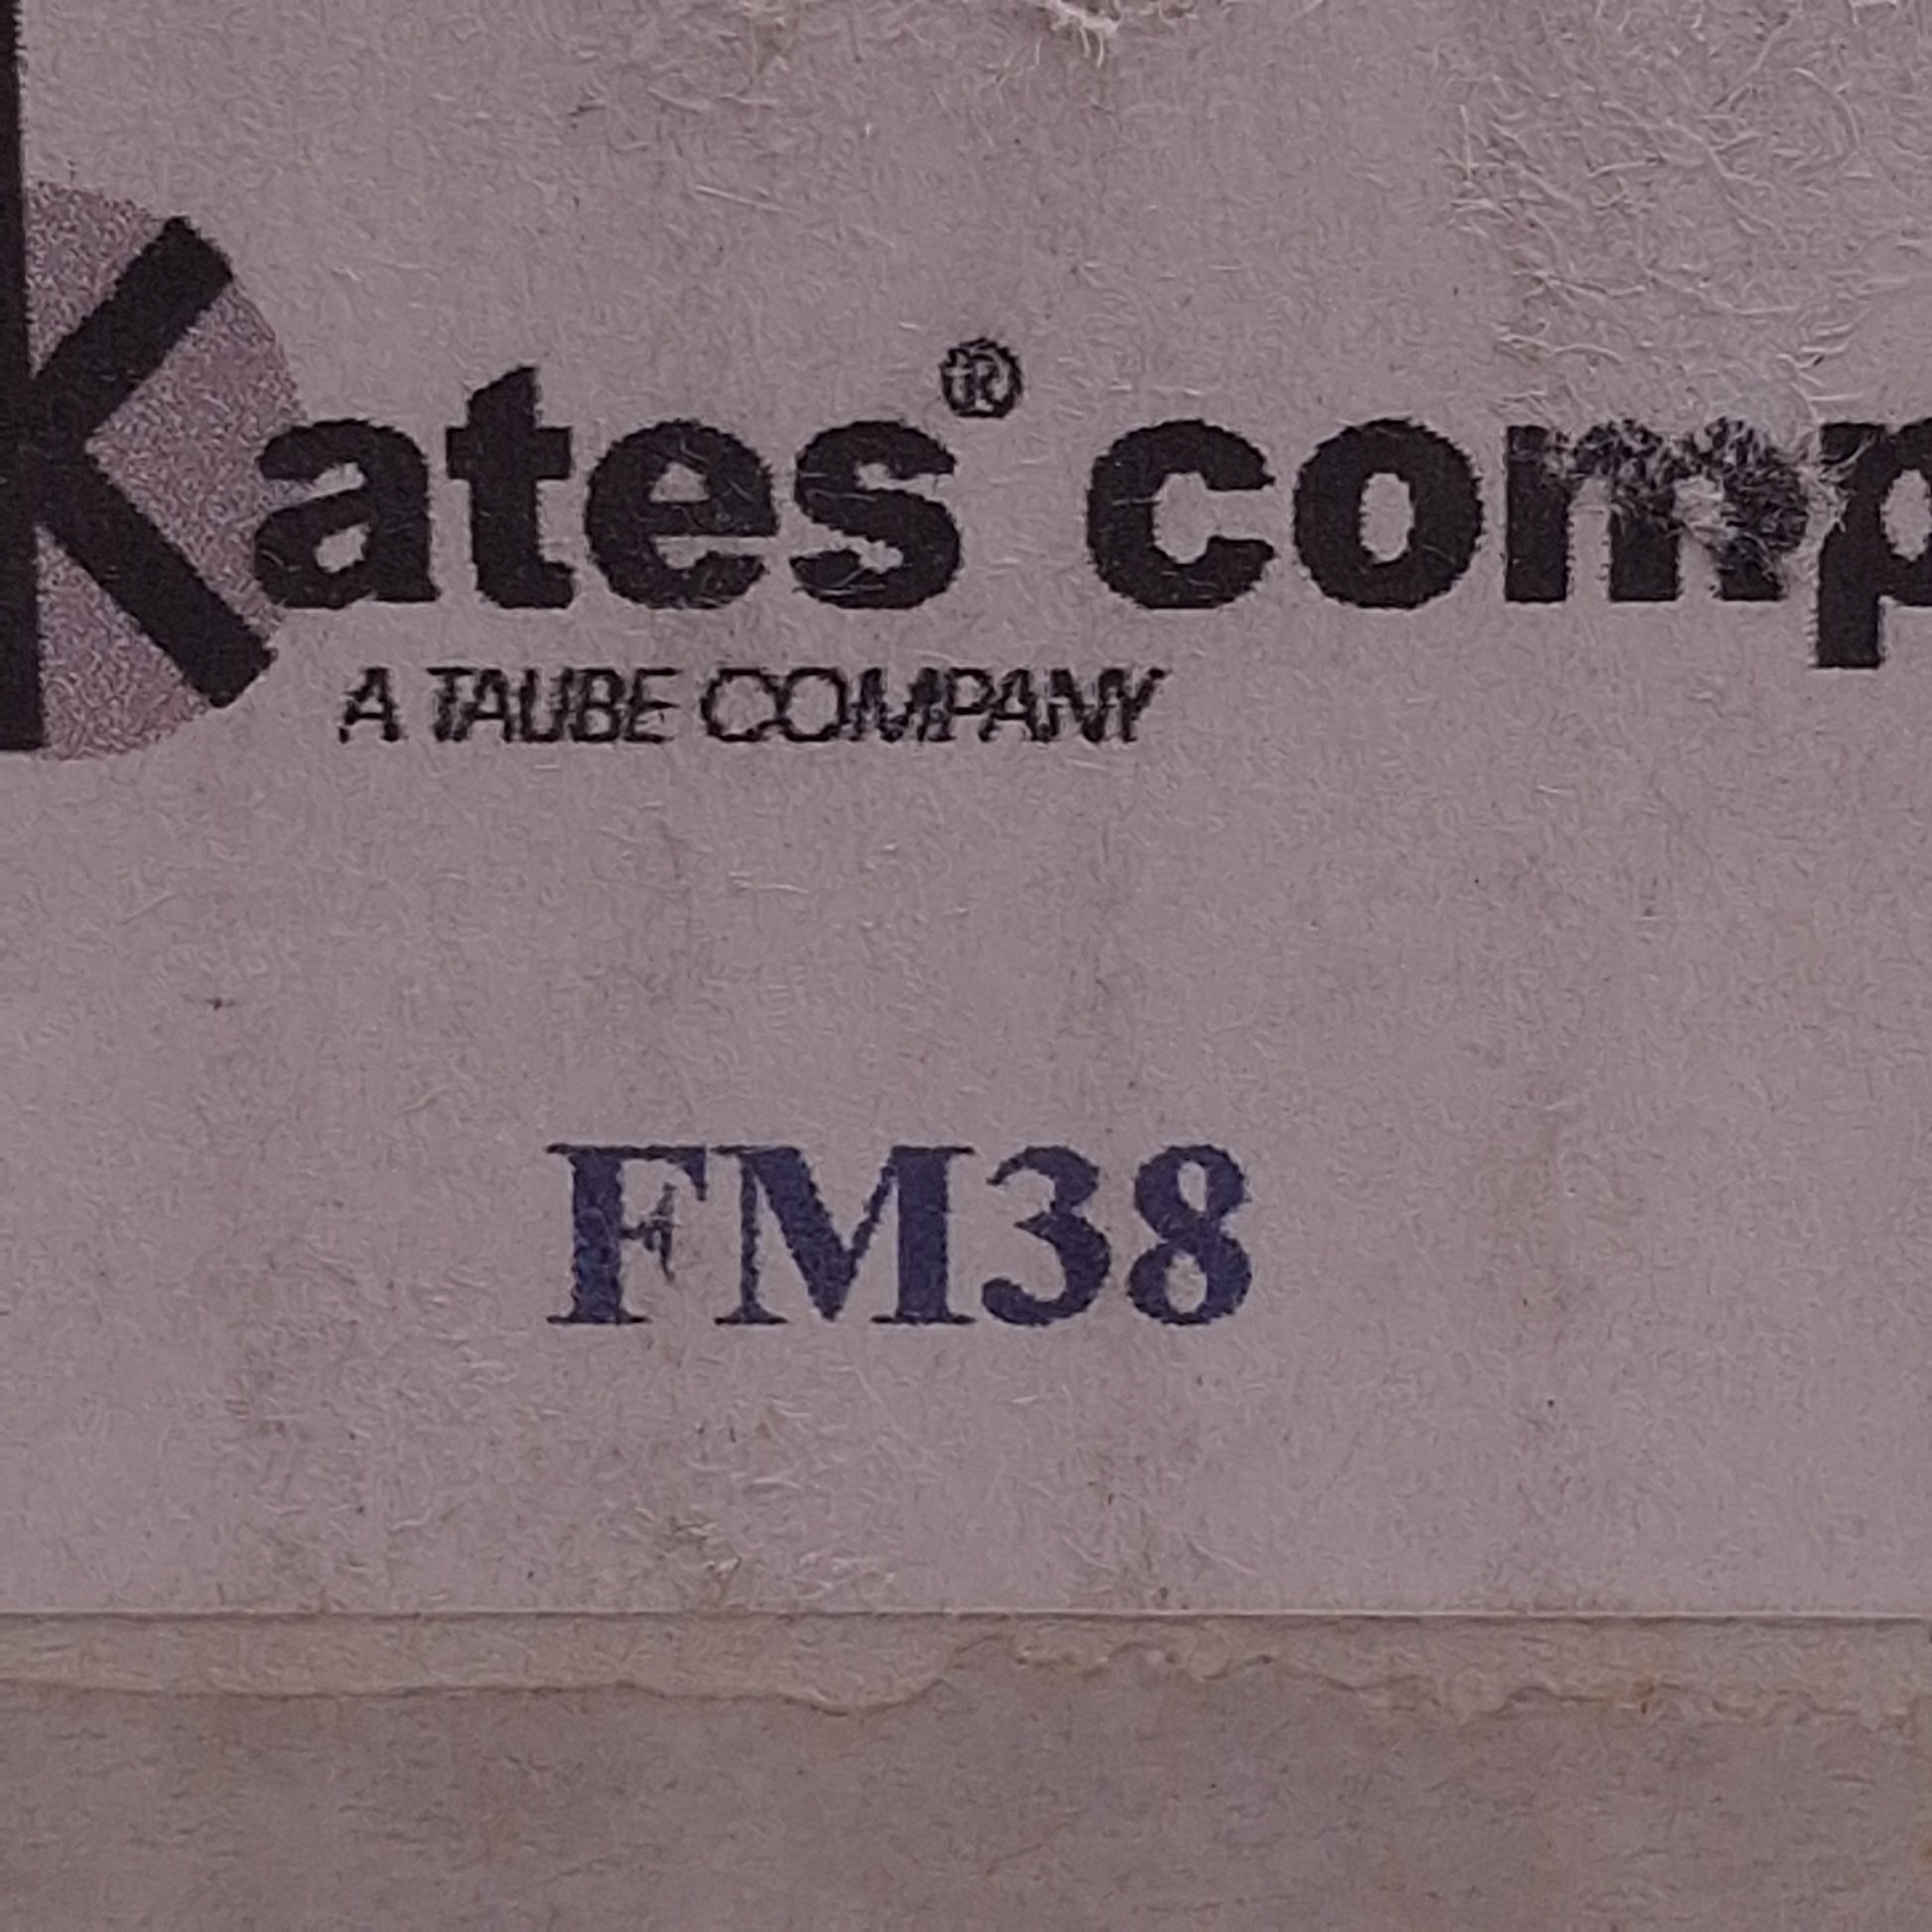 Kates® comp
A TAUBE COMPANY
FM38